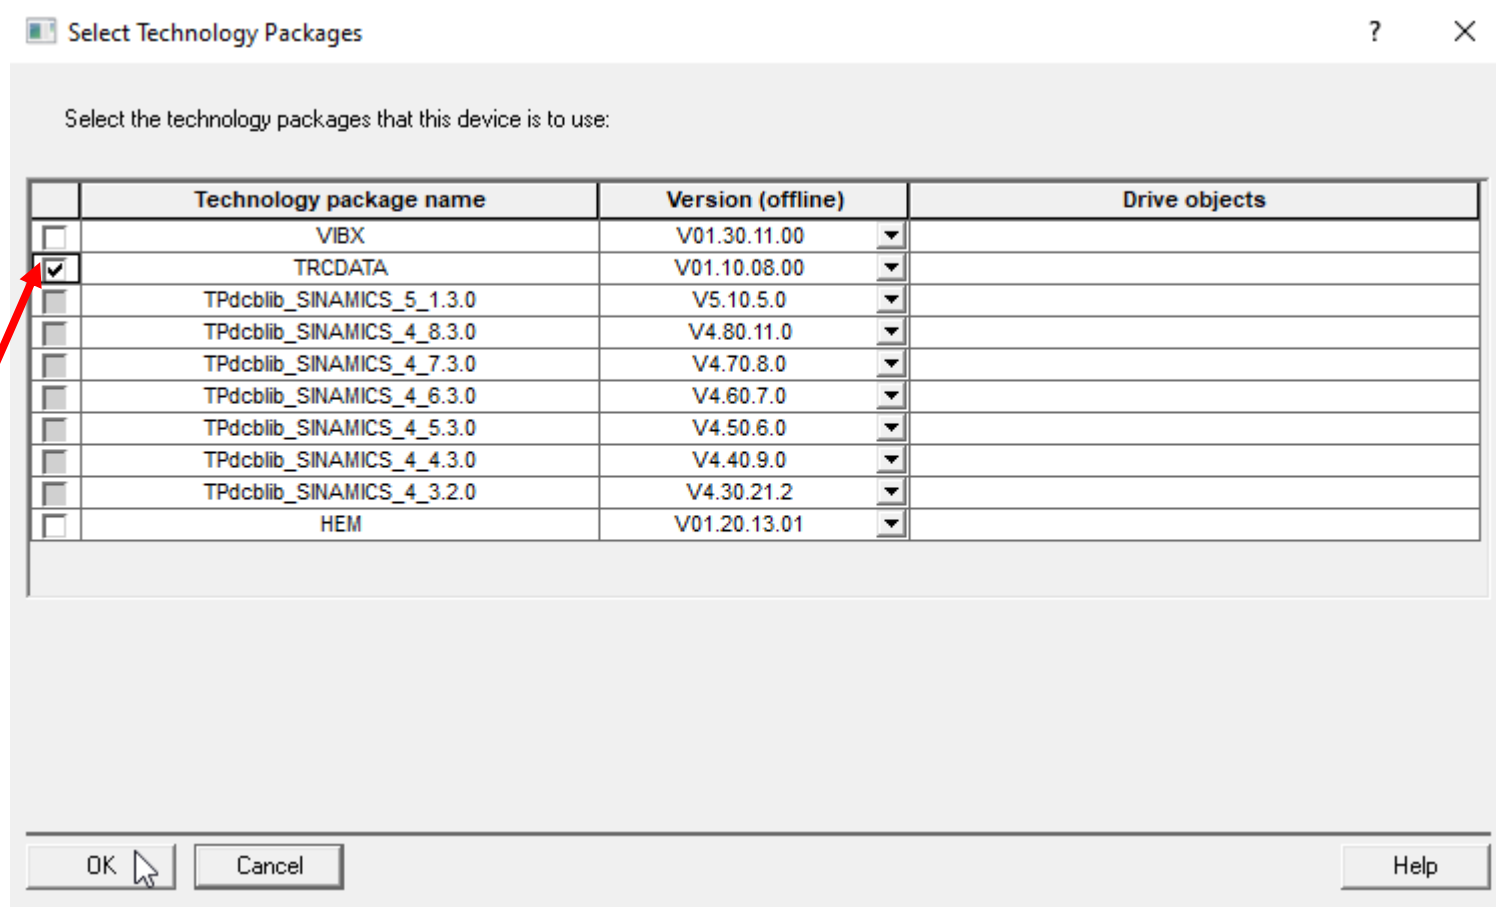 Select Technology Packages ?
Select the technology packages that this device is to use:
Technology package name Version (offline) Drive objects
VIBX V01.30.11.00
TRCDATA V01.10.08.00
TPdcblib_SINAMICS_5_1.3.0 V5.10.5.0
TPdcblib_SINAMICS_4_8.3.0 V4.80.11.0
TPdcblib_SINAMICS_4_7.3.0 V4.70.8.0
TPdcblib_SINAMICS_4_6.3.0 V4.60.7.0
TPdcblib_SINAMICS_4_5.3.0 V4.50.6.0
TPdcblib_SINAMICS_4_4.3.0 V4.40.9.0
TPdcblib_SINAMICS_4_3.2.0 V4.30.21.2
HEM V01.20.13.01
OK Cancel Help